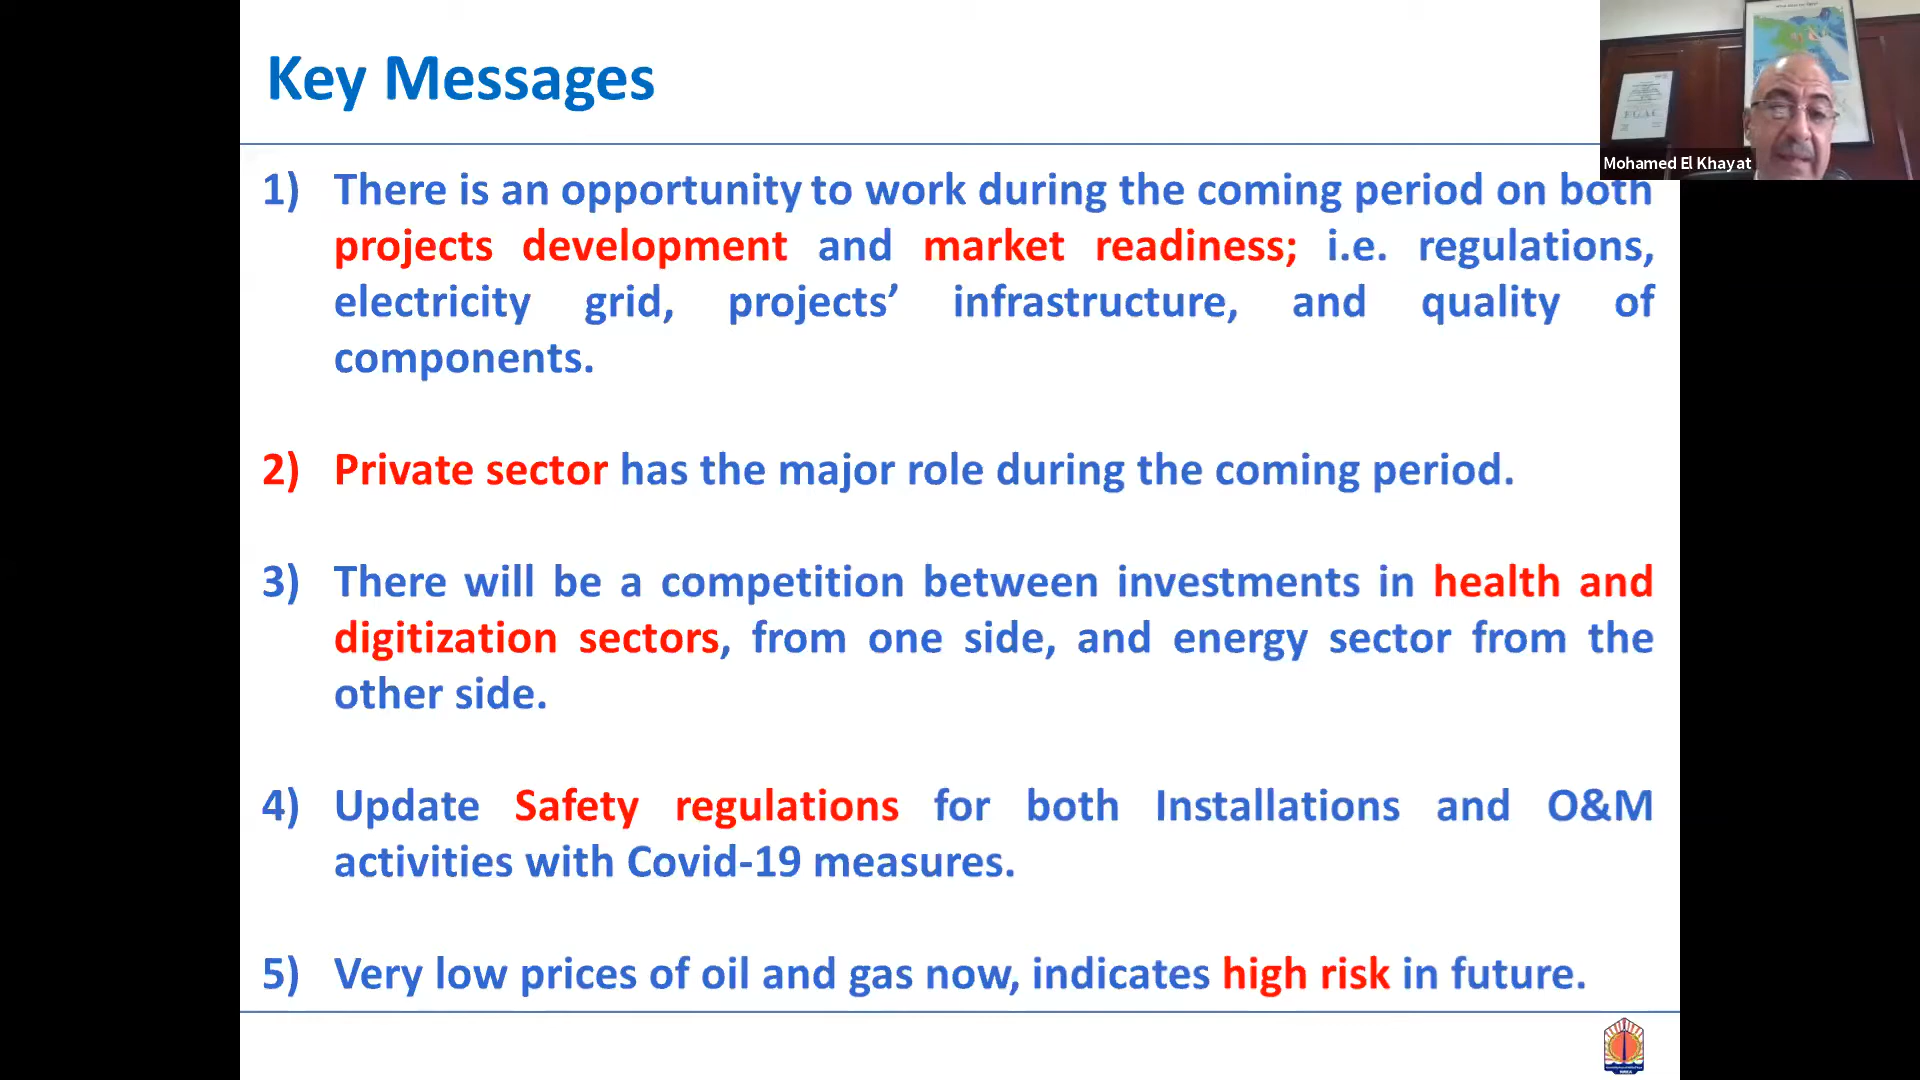 Key Messages
Mohamed El Khayat
1) There is an opportunity to work during the coming period on both
projects development and market readiness; i.e. regulations,
electricity grid, projects’ infrastructure, and quality of
components.
2) Private sector has the major role during the coming period.
3) There will be a competition between investments in health and
digitization sectors, from one side, and energy sector from the
other side.
4) Update Safety regulations for both Installations and O&M
activities with Covid-19 measures.
5) Very low prices of oil and gas now, indicates high risk in future.